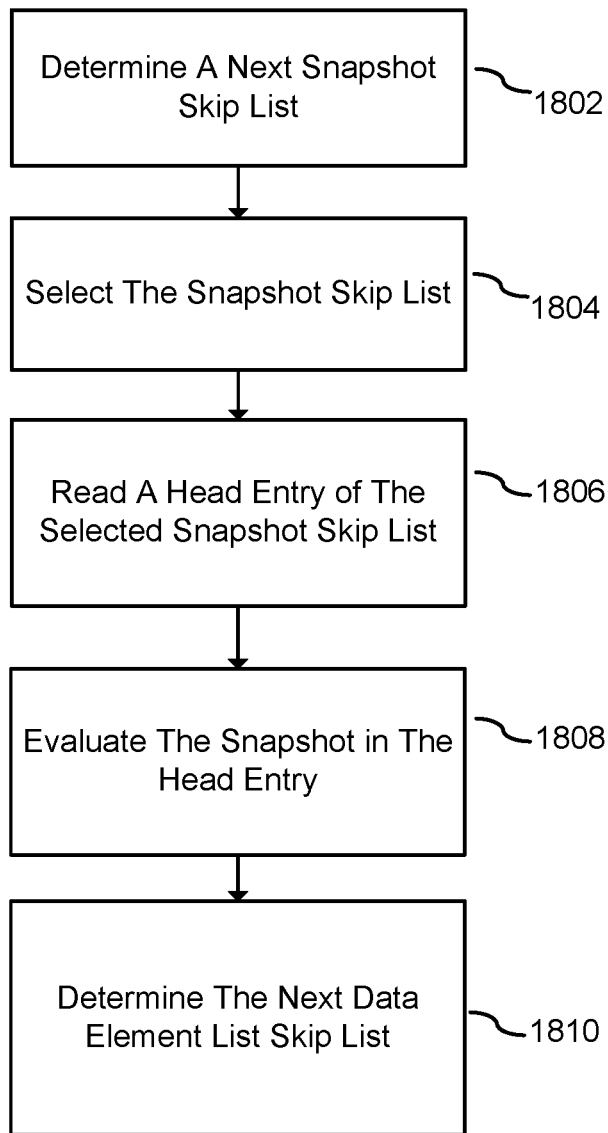 Determine A Next Snapshot
Skip List
1802
Select The Snapshot Skip List
1804
Read A Head Entry of The
Selected Snapshot Skip List
1806
Evaluate The Snapshot in The
Head Entry
1808
Determine The Next Data
Element List Skip List
1810